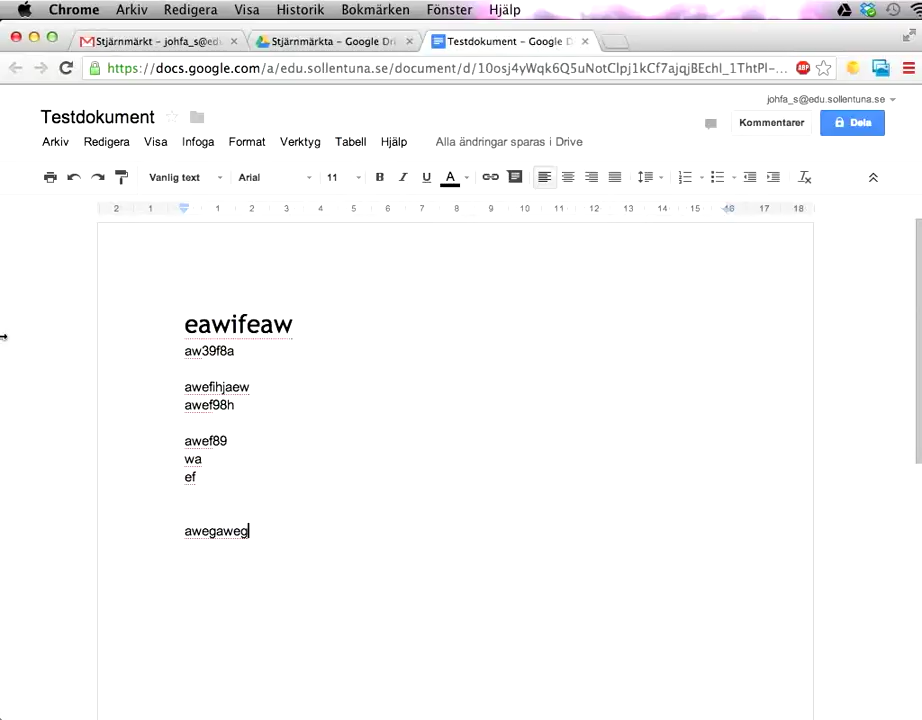 Chrome Arkiv Redigera Visa Historik Bokmärken Fönster Hjälp
Stjärnmärkt – johfa_s@edu Stjärnmärkta – Google Dri Testdokument – Google D
https://docs.google.com/a/edu.sollentuna.se/document/d/10osj4yWqk6Q5uNotClpj1kCf7ajqjBEchl_1ThtPI-... ABP
johfa_s@edu.sollentuna.se
Testdokument
Kommentarer Dela
Arkiv Redigera Visa Infoga Format Verktyg Tabell Hjälp Alla ändringar sparas i Drive
Vanlig text Arial 11 B I U A
2 1 1 2 3 4 5 6 7 8 9 10 11 12 13 14 15 16 17 18
eawifeaw
aw39f8a
awefihjaew
awef98h
awef89
wa
ef
awegaweg